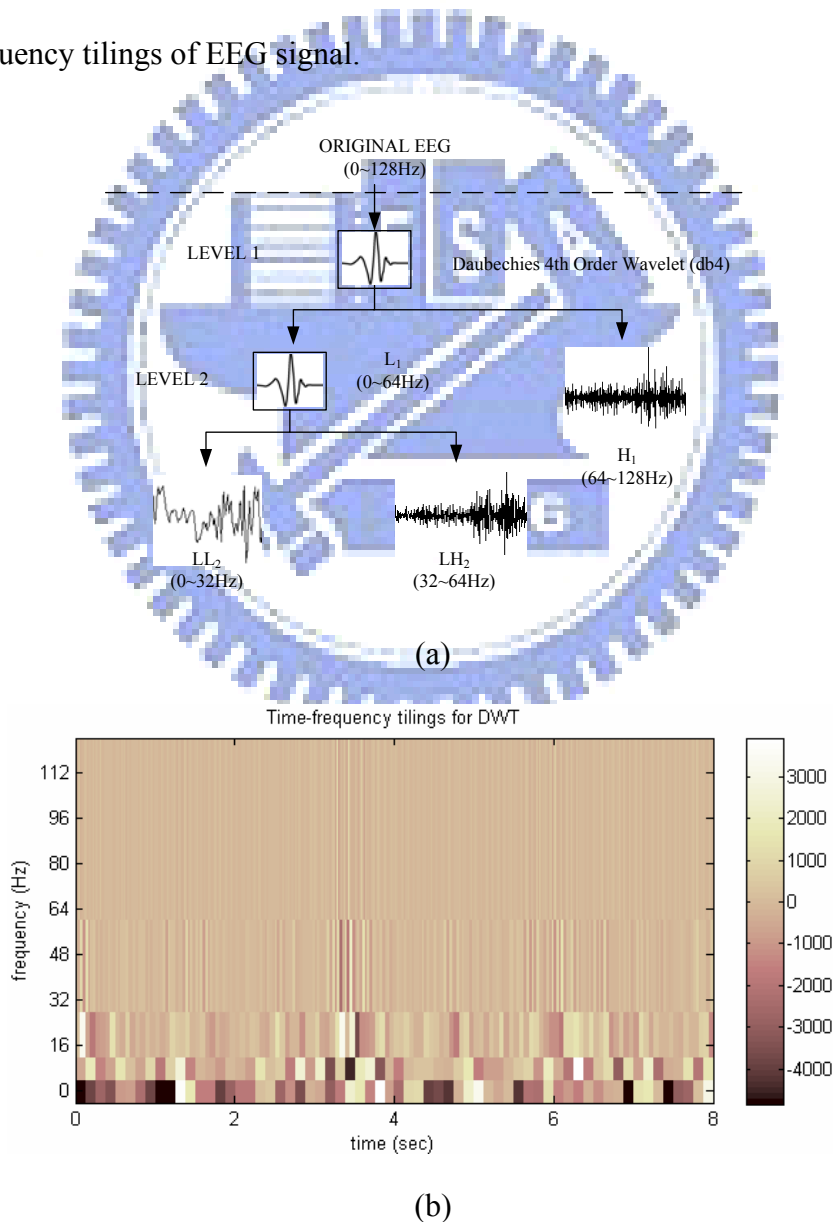 uency tilings of EEG signal.
ORIGINAL EEG
(0~128Hz)
LEVEL 1
Daubechies 4th Order Wavelet (db4)
LEVEL 2
L1
(0~64Hz)
H1
(64~128Hz)
LL2
(0~32Hz)
LH2
(32~64Hz)
E S A
G
(a)
Time-frequency tilings for DWT
frequency (Hz)
112
96
80
64
48
32
16
0
0 2 4 6 8
time (sec)
3000
2000
1000
0
-1000
-2000
-3000
-4000
(b)